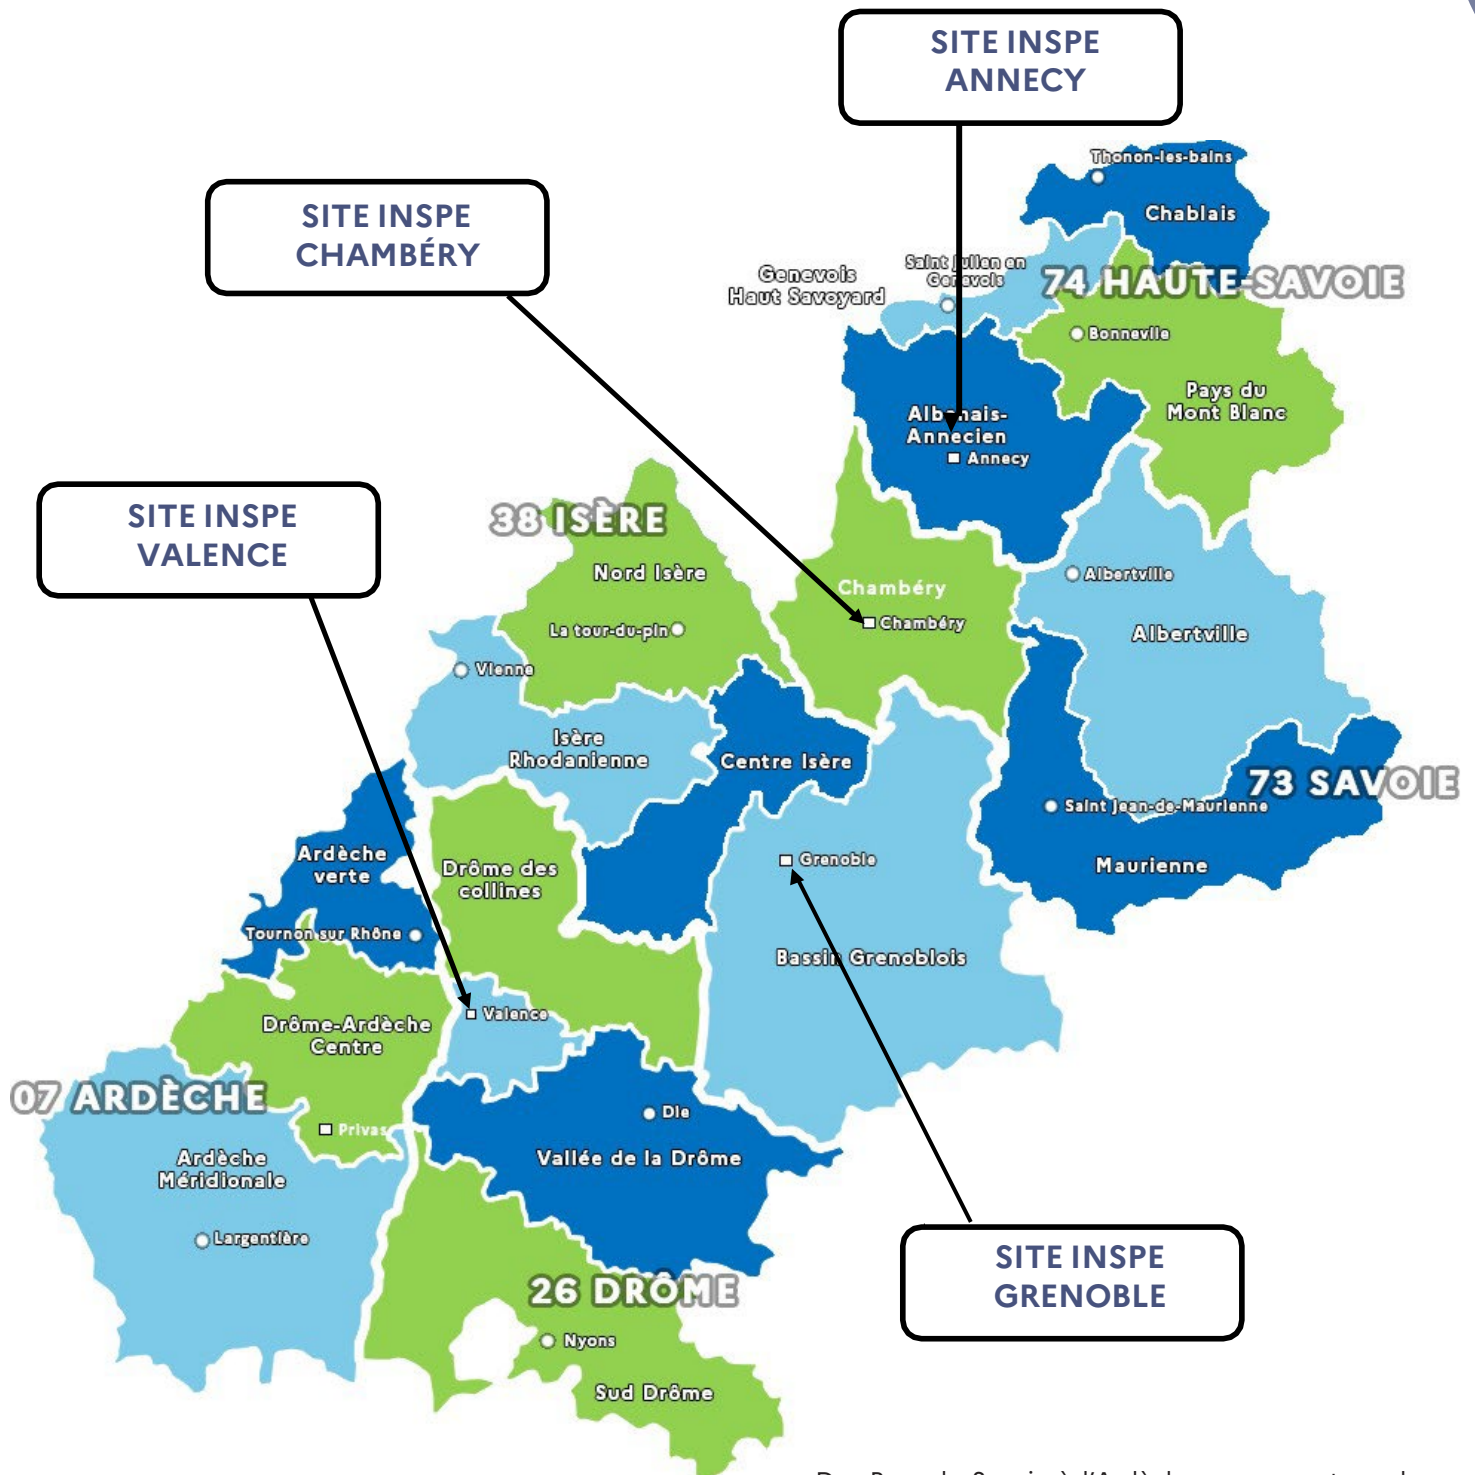 SITE INSPE
ANNECY
Thonon-les-bains
Chablais
SITE INSPE
CHAMBÉRY
Genevois
Haut Savoyard
Saint Julien en
Genevois
74 HAUTE-SAVOIE
Bonneville
Pays du
Mont Blanc
Albanais-
Annecien
Annecy
SITE INSPE
VALENCE
38 ISÈRE
Nord Isère
La tour-du-pin
Chambéry
Chambéry
Albertville
Albertville
Vienne
Isère
Rhodanienne
Centre Isère
73 SAVOIE
Saint Jean-de-Maurienne
Maurienne
Ardèche
verte
Drôme des
collines
Grenoble
Tournon sur Rhône
Bassin Grenoblois
Valence
Drôme-Ardèche
Centre
07 ARDÈCHE
Privas
Die
Vallée de la Drôme
Ardèche
Méridionale
Largentière
SITE INSPE
GRENOBLE
26 DRÔME
Nyons
Sud Drôme